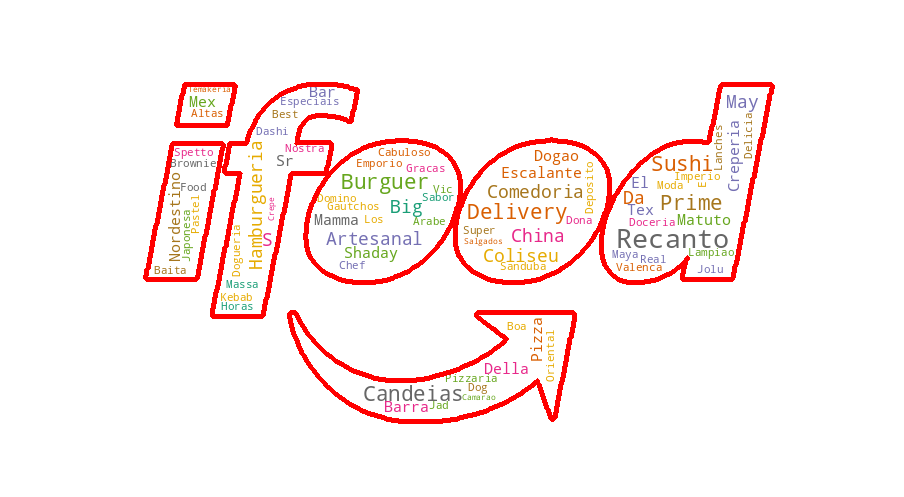 Temakeria
Mex
Altas
Spetto
Brownie
Food
Nordestino
Japonesa
Pastel
Baita
Bar
Especiais
Best
Dashi
Nostra
Sr
Hamburgueria
Crepe
S
Dogueria
Massa
Kebab
Horas
Cabuloso
Emporio
Gracas
Burguer
Vic
Domino
Sabor
Gautchos
Big
Mamma
Los
Arabe
Artesanal
Shaday
Chef
Dogao
Escalante
Comedoria
Deposito
Delivery
Dona
Super
China
Salgados
Coliseu
Sanduba
May
Lanches
Delicia
Creperia
Sushi
Imperio
El
Moda
E
Da
Prime
Tex
Doceria
Matuto
Recanto
Maya
Real
Lampiao
Valenca
Jolu
Boa
Pizza
Oriental
Della
Pizzaria
Dog
Candeias
Camarao
Barra
Jad